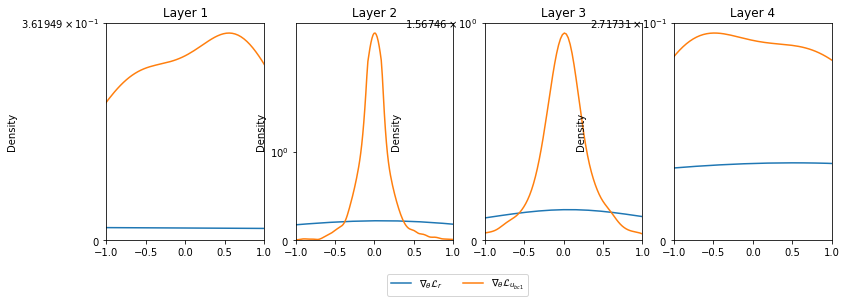 Layer 1
Layer 2
Layer 3
Layer 4
3.61949 × 10⁻¹
1.56746 × 10⁰
2.71731 × 10⁻¹
Density
Density
Density
Density
10⁰
0
0
0
0
−1.0 −0.5 0.0 0.5 1.0
−1.0 −0.5 0.0 0.5 1.0
−1.0 −0.5 0.0 0.5 1.0
−1.0 −0.5 0.0 0.5 1.0
∇θℒr
∇θℒu_bc1